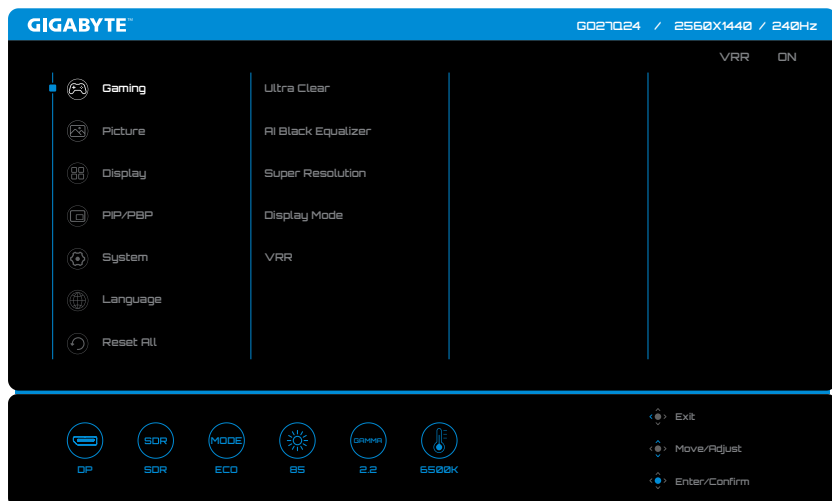 GIGABYTE™
GO27Q24 / 2560X1440 / 240Hz
VRR ON
Gaming
Picture
Display
PIP/PBP
System
Language
Reset All
Ultra Clear
AI Black Equalizer
Super Resolution
Display Mode
VRR
DP
SDR
SDR
MODE
ECO
85
GAMMA
2.2
6500K
Exit
Move/Adjust
Enter/Confirm